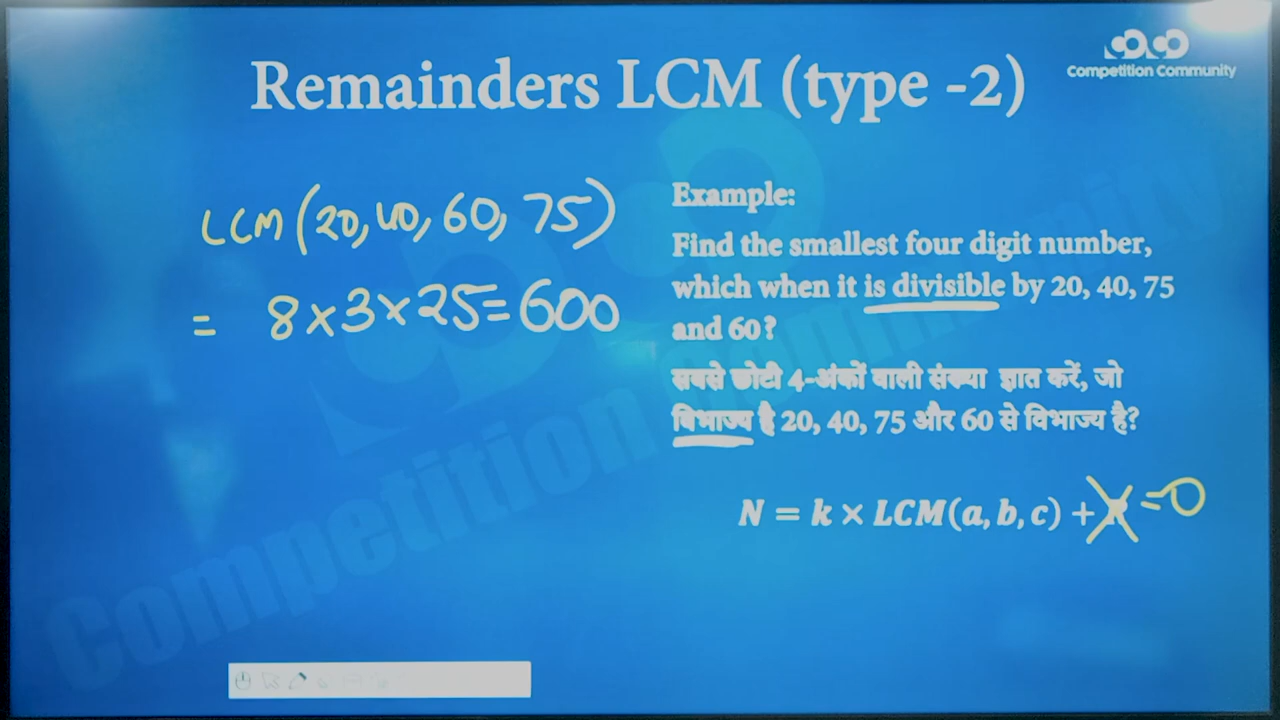 Remainders LCM (type -2)
Competition Community
LCM (20, 40, 60, 75)
= 8×3×25=600
Example:
Find the smallest four digit number,
which when it is divisible by 20, 40, 75
and 60?
सबसे छोटी 4-अंकों वाली संख्या ज्ञात करें, जो
विभाज्य है 20, 40, 75 और 60 से विभाज्य है?
N = k × LCM(a, b, c) + r =0
Competition Community